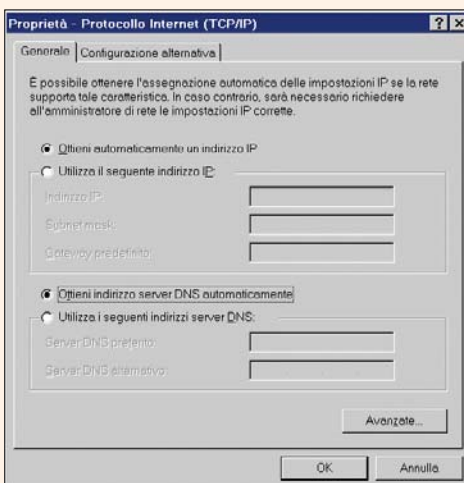 Proprietà - Protocollo Internet (TCP/IP)
Generale
Configurazione alternativa
È possibile ottenere l'assegnazione automatica delle impostazioni IP se la rete
supporta tale caratteristica. In caso contrario, sarà necessario richiedere
all'amministratore di rete le impostazioni IP corrette.
Ottieni automaticamente un indirizzo IP
Utilizza il seguente indirizzo IP:
Indirizzo IP:
Subnet mask:
Gateway predefinito:
Ottieni indirizzo server DNS automaticamente
Utilizza i seguenti indirizzi server DNS:
Server DNS preferito:
Server DNS alternativo:
Avanzate...
OK
Annulla